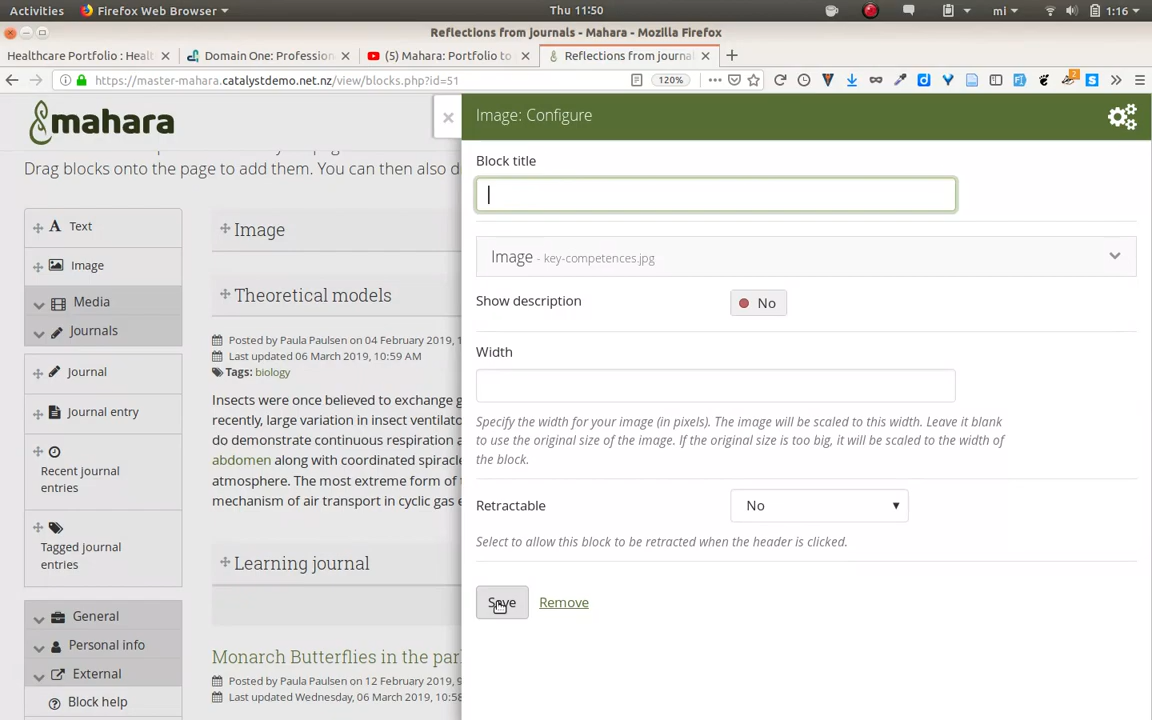 Activities Firefox Web Browser Thu 11:50 mi 1:16
Reflections from journals - Mahara - Mozilla Firefox
Healthcare Portfolio : Heal Domain One: Profession (5) Mahara: Portfolio to Reflections from journa
https://master-mahara.catalystdemo.net.nz/view/blocks.php?id=51 120% 2
mahara
Drag blocks onto the page to add them. You can then also d
Text
Image
Media
Journals
Journal
Journal entry
Recent journal
entries
Tagged journal
entries
General
Personal info
External
Block help
Image
Theoretical models
Posted by Paula Paulsen on 04 February 2019, 1
Last updated 06 March 2019, 10:59 AM
Tags: biology
Insects were once believed to exchange g
recently, large variation in insect ventilato
do demonstrate continuous respiration a
abdomen along with coordinated spiracle
atmosphere. The most extreme form of
mechanism of air transport in cyclic gas e
Learning journal
Monarch Butterflies in the par
Posted by Paula Paulsen on 12 February 2019, 9
Last updated Wednesday, 06 March 2019, 10:58
Image: Configure
Block title
Image - key-competences.jpg
Show description No
Width
Specify the width for your image (in pixels). The image will be scaled to this width. Leave it blank
to use the original size of the image. If the original size is too big, it will be scaled to the width of
the block.
Retractable No
Select to allow this block to be retracted when the header is clicked.
Save Remove